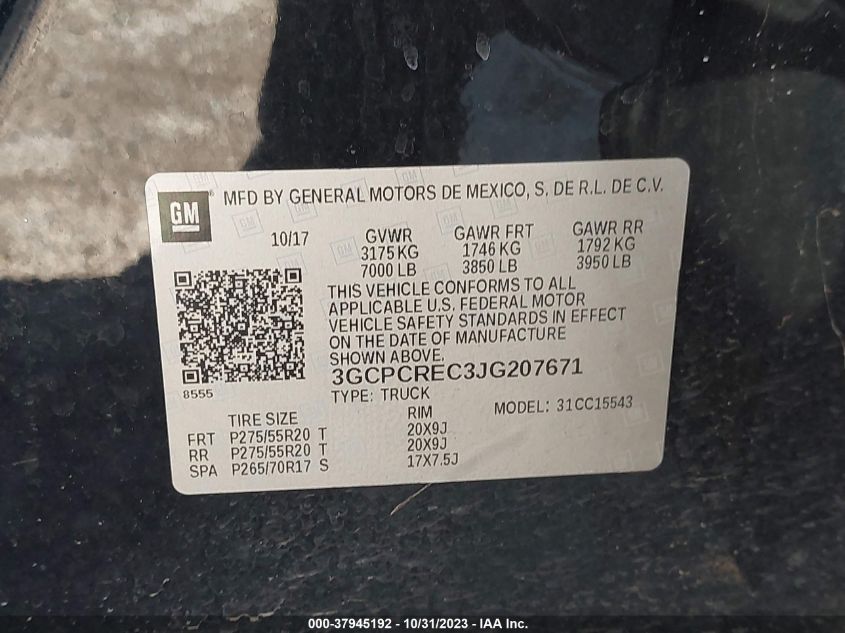 GM MFD BY GENERAL MOTORS DE MEXICO, S. DE R.L. DE C.V.
10/17 GVWR GAWR FRT GAWR RR
3175 KG 1746 KG 1792 KG
7000 LB 3850 LB 3950 LB
THIS VEHICLE CONFORMS TO ALL
APPLICABLE U.S. FEDERAL MOTOR
VEHICLE SAFETY STANDARDS IN EFFECT
ON THE DATE OF MANUFACTURE
SHOWN ABOVE.
3GCPCREC3JG207671
8555 TYPE: TRUCK MODEL: 31CC15543
TIRE SIZE RIM
FRT P275/55R20 T 20X9J
RR P275/55R20 T 20X9J
SPA P265/70R17 S 17X7.5J
000-37945192 - 10/31/2023 - IAA Inc.